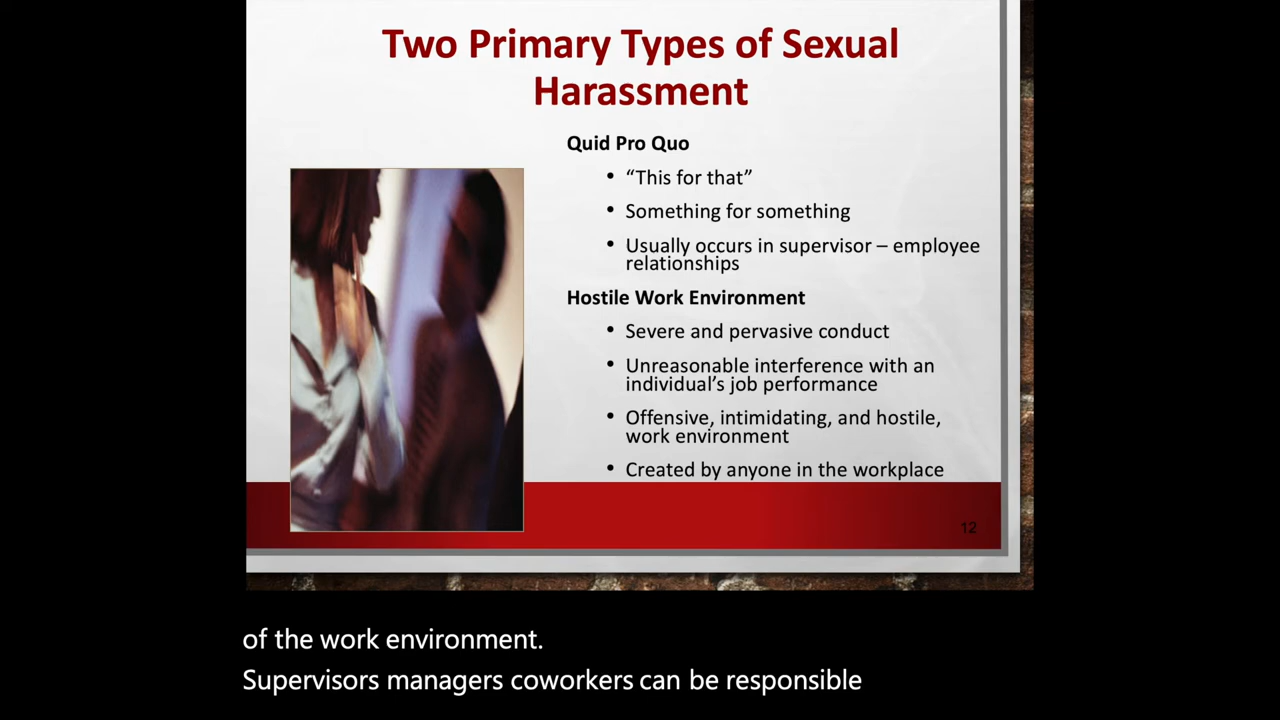 Two Primary Types of Sexual
Harassment
Quid Pro Quo
• “This for that”
• Something for something
• Usually occurs in supervisor – employee
relationships
Hostile Work Environment
• Severe and pervasive conduct
• Unreasonable interference with an
individual’s job performance
• Offensive, intimidating, and hostile,
work environment
• Created by anyone in the workplace
12
of the work environment.
Supervisors managers coworkers can be responsible